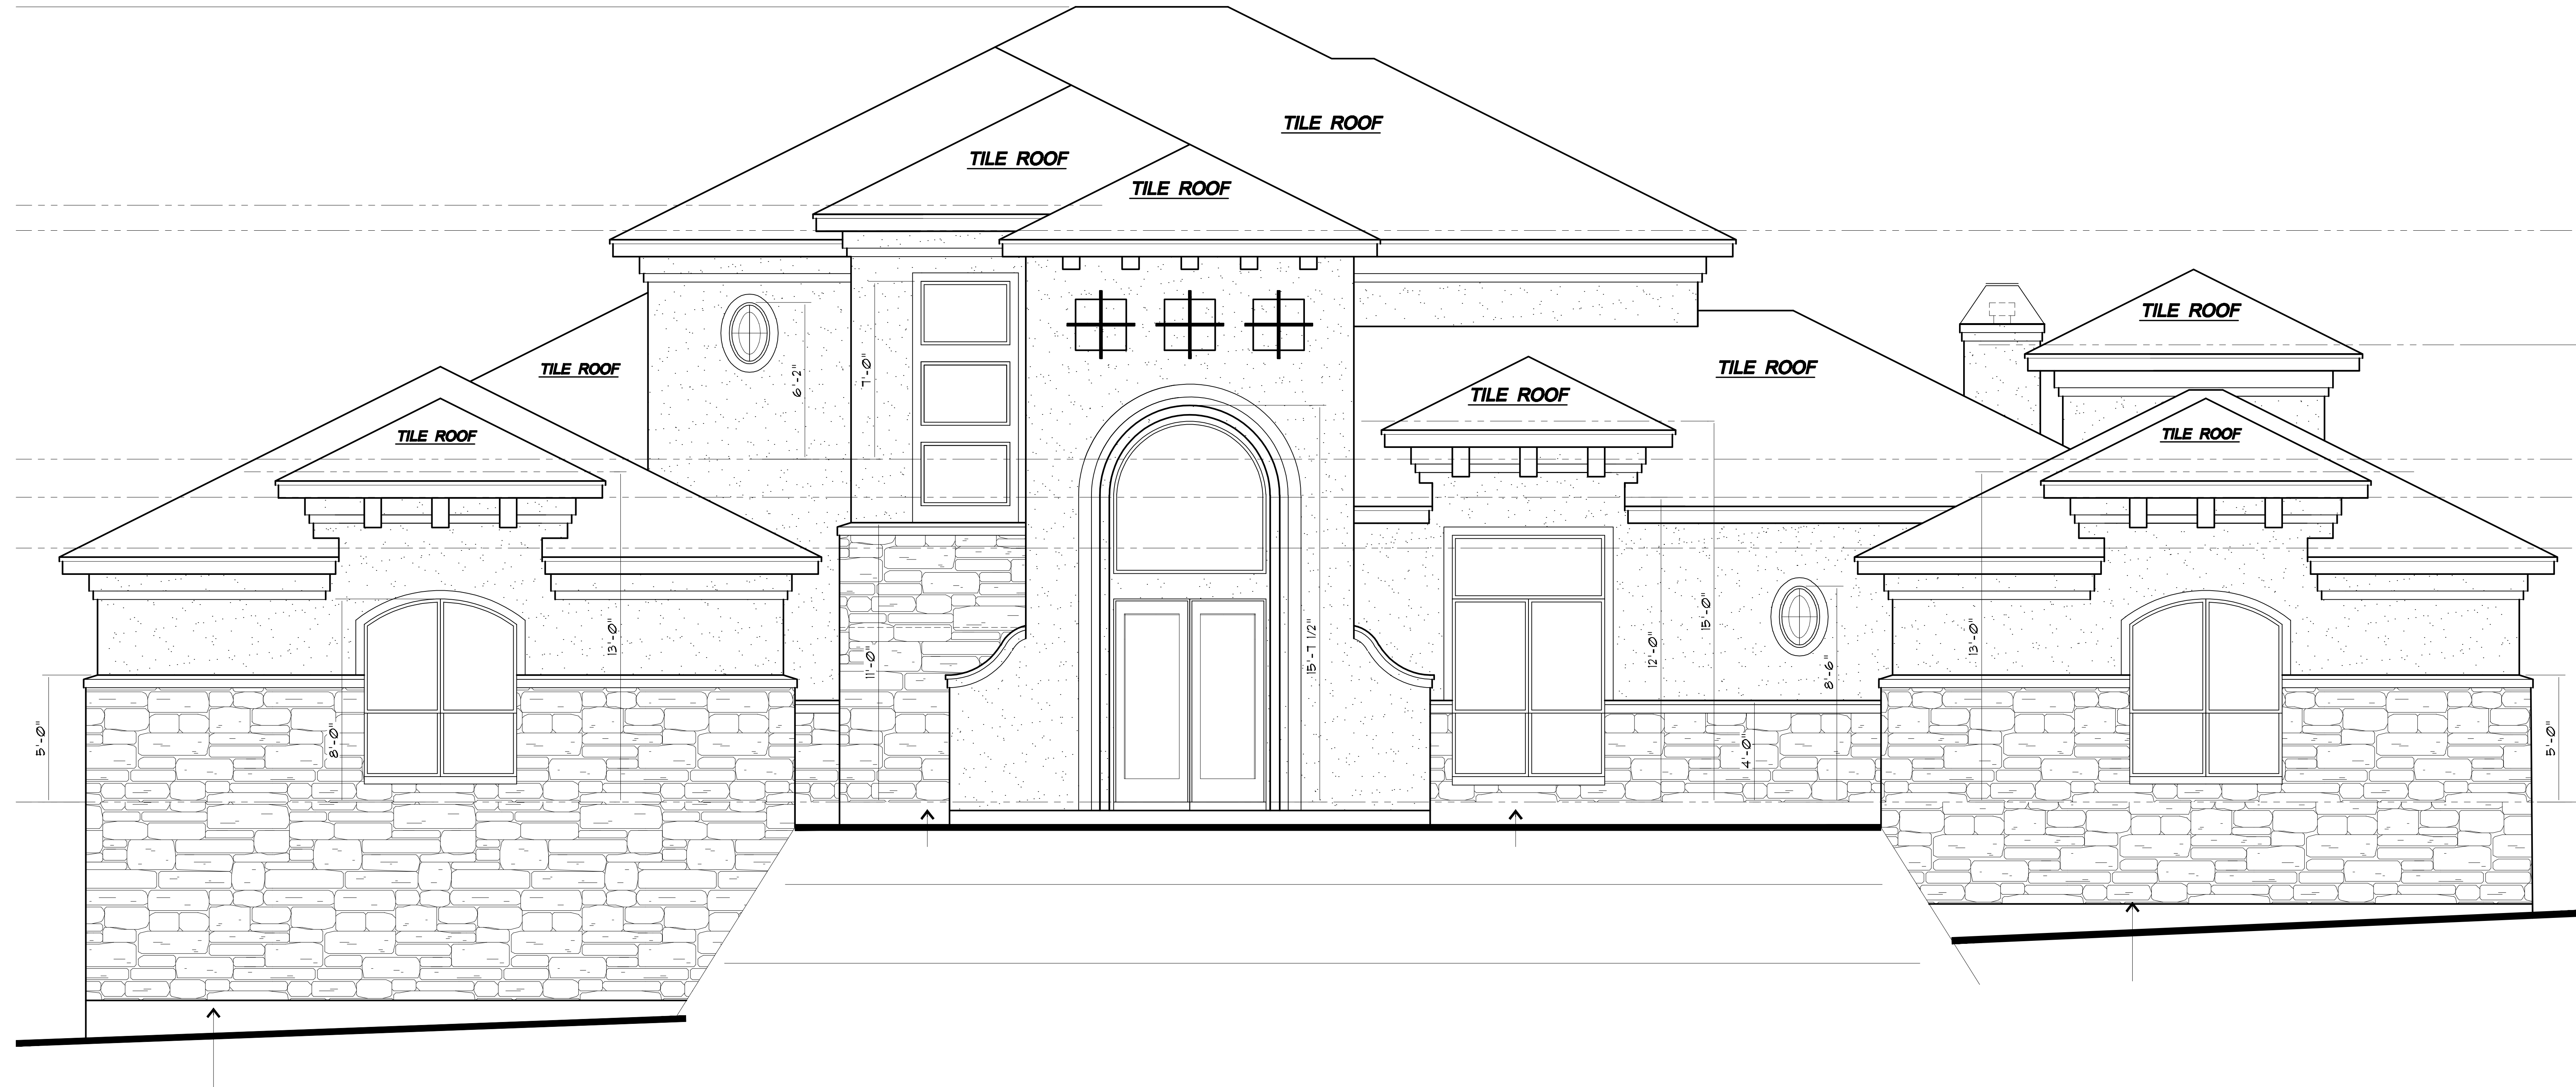 TILE ROOF
TILE ROOF
TILE ROOF
TILE ROOF
TILE ROOF
TILE ROOF
TILE ROOF
TILE ROOF
TILE ROOF
6'-2"
7'-0"
13'-0"
5'-0"
8'-0"
11'-0"
15'-7 1/2"
12'-0"
15'-0"
4'-0"
8'-6"
13'-0"
5'-0"